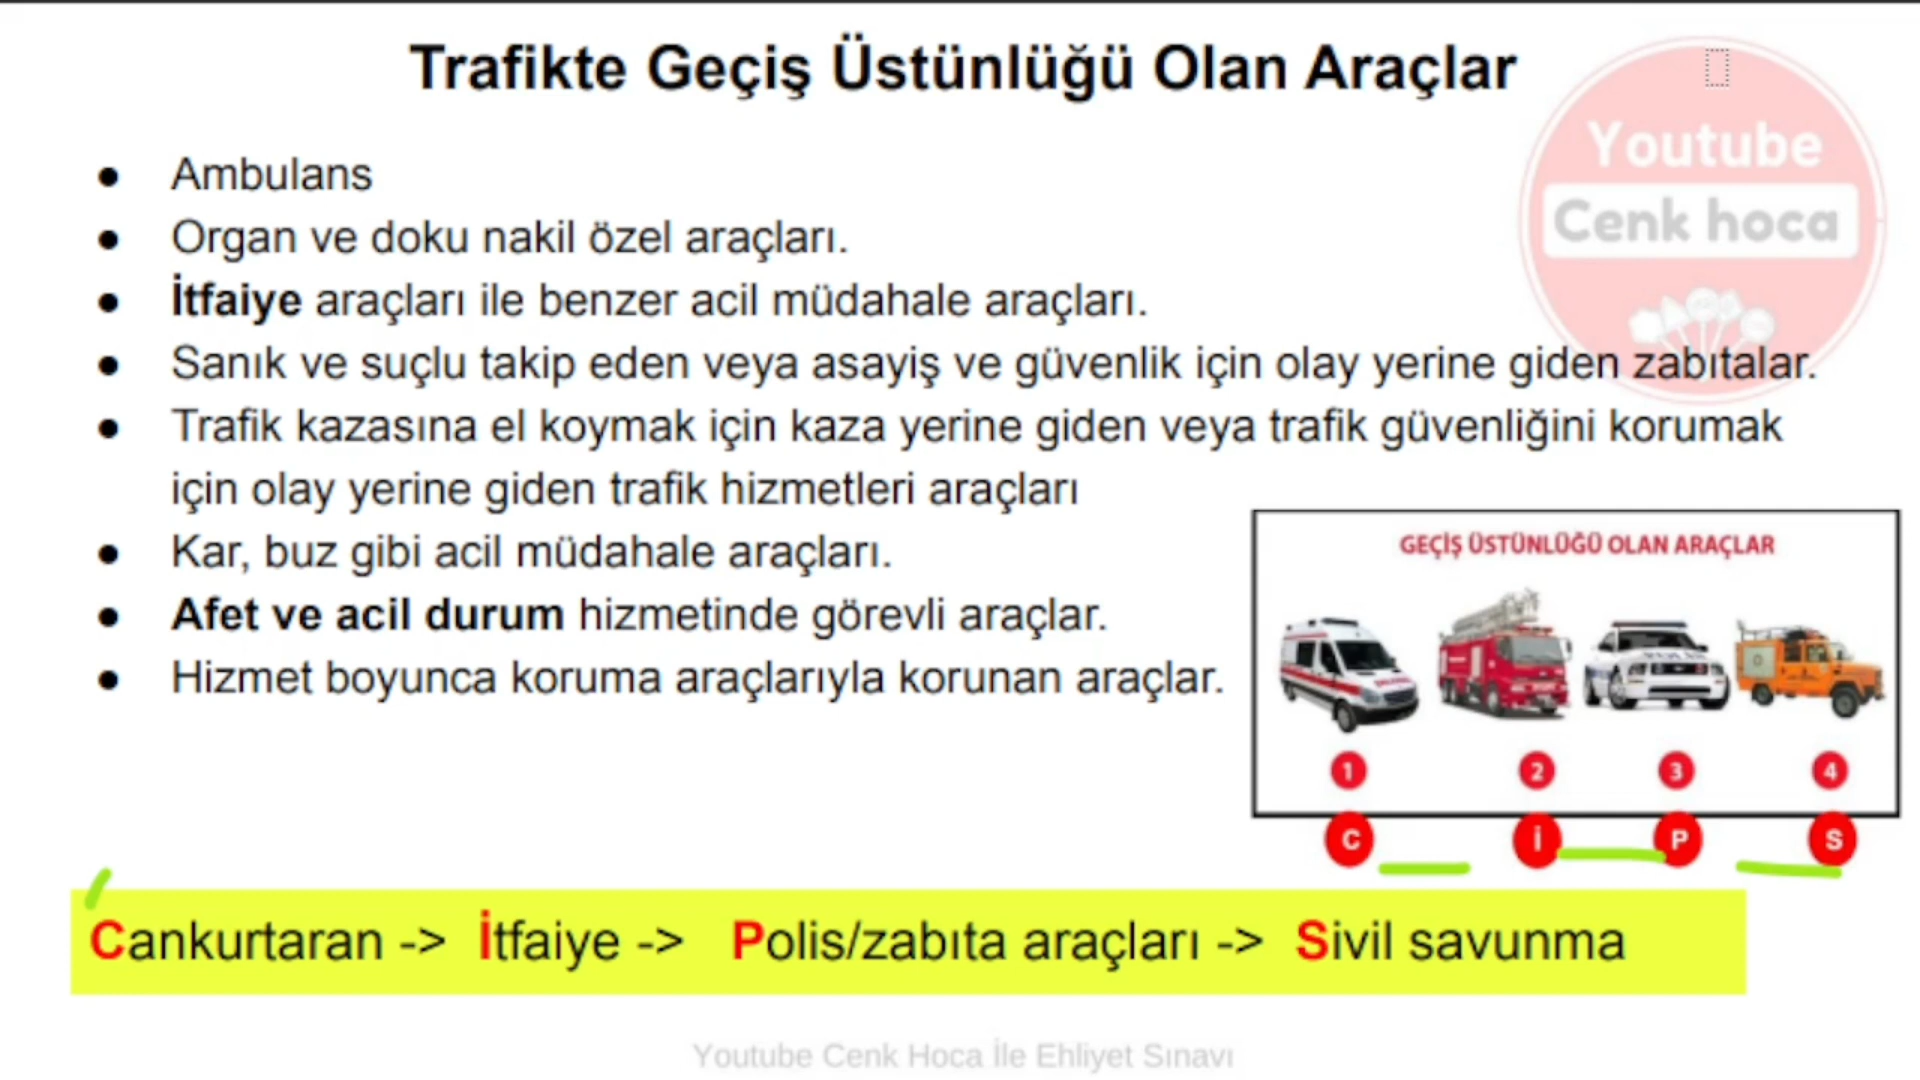 Trafikte Geçiş Üstünlüğü Olan Araçlar
Youtube
Cenk hoca
● Ambulans
● Organ ve doku nakil özel araçları.
● İtfaiye araçları ile benzer acil müdahale araçları.
● Sanık ve suçlu takip eden veya asayiş ve güvenlik için olay yerine giden zabıtalar.
● Trafik kazasına el koymak için kaza yerine giden veya trafik güvenliğini korumak
için olay yerine giden trafik hizmetleri araçları
● Kar, buz gibi acil müdahale araçları.
● Afet ve acil durum hizmetinde görevli araçlar.
● Hizmet boyunca koruma araçlarıyla korunan araçlar.
GEÇİŞ ÜSTÜNLÜĞÜ OLAN ARAÇLAR
1 2 3 4
C İ P S
Cankurtaran -> İtfaiye -> Polis/zabıta araçları -> Sivil savunma
Youtube Cenk Hoca İle Ehliyet Sınavı